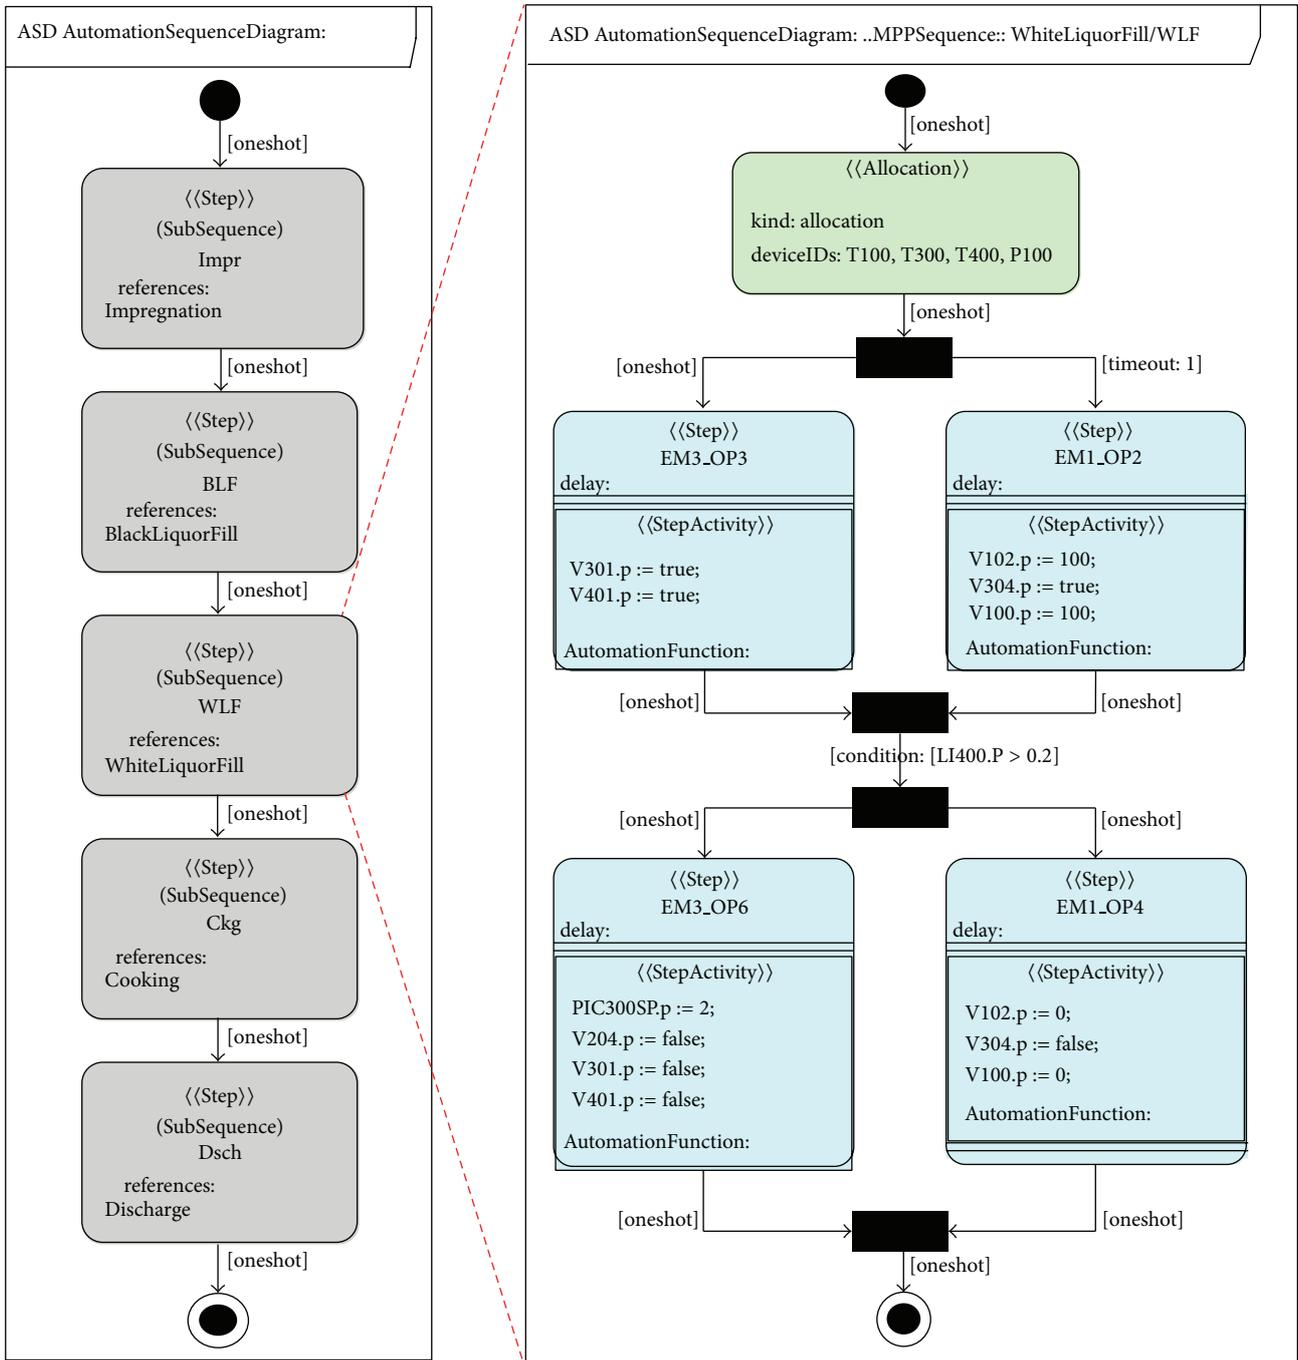 ASD AutomationSequenceDiagram:
[oneshot]
⟨⟨Step⟩⟩
(SubSequence)
Impr
references:
Impregnation
[oneshot]
⟨⟨Step⟩⟩
(SubSequence)
BLF
references:
BlackLiquorFill
[oneshot]
⟨⟨Step⟩⟩
(SubSequence)
WLF
references:
WhiteLiquorFill
[oneshot]
⟨⟨Step⟩⟩
(SubSequence)
Ckg
references:
Cooking
[oneshot]
⟨⟨Step⟩⟩
(SubSequence)
Dsch
references:
Discharge
[oneshot]
ASD AutomationSequenceDiagram: ..MPPSequence:: WhiteLiquorFill/WLF
[oneshot]
⟨⟨Allocation⟩⟩
kind: allocation
deviceIDs: T100, T300, T400, P100
[oneshot]
[oneshot]
[timeout: 1]
⟨⟨Step⟩⟩
EM3_OP3
delay:
⟨⟨StepActivity⟩⟩
V301.p := true;
V401.p := true;
AutomationFunction:
[oneshot]
⟨⟨Step⟩⟩
EM1_OP2
delay:
⟨⟨StepActivity⟩⟩
V102.p := 100;
V304.p := true;
V100.p := 100;
AutomationFunction:
[oneshot]
[condition: [LI400.P > 0.2]
[oneshot]
[oneshot]
⟨⟨Step⟩⟩
EM3_OP6
delay:
⟨⟨StepActivity⟩⟩
PIC300SP.p := 2;
V204.p := false;
V301.p := false;
V401.p := false;
AutomationFunction:
[oneshot]
⟨⟨Step⟩⟩
EM1_OP4
delay:
⟨⟨StepActivity⟩⟩
V102.p := 0;
V304.p := false;
V100.p := 0;
AutomationFunction:
[oneshot]
[oneshot]